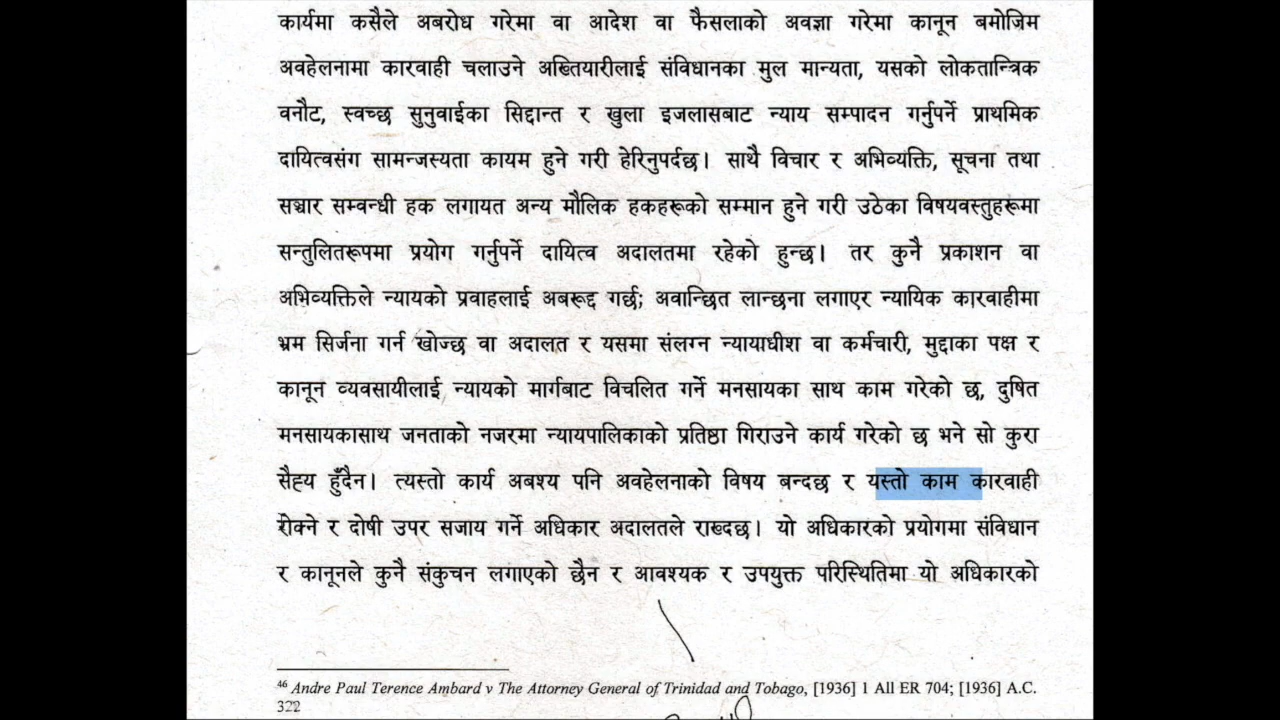 कार्यमा कसैले अबरोध गरेमा वा आदेश वा फैसलाको अवज्ञा गरेमा कानून बमोजिम
अवहेलनामा कारवाही चलाउने अख्तियारीलाई संविधानका मुल मान्यता, यसको लोकतान्त्रिक
वनौट, स्वच्छ सुनुवाईका सिद्दान्त र खुला इजलासबाट न्याय सम्पादन गर्नुपर्ने प्राथमिक
दायित्वसंग सामन्जस्यता कायम हुने गरी हेरिनुपर्दछ। साथै विचार र अभिव्यक्ति, सूचना तथा
सञ्चार सम्वन्धी हक लगायत अन्य मौलिक हकहरूको सम्मान हुने गरी उठेका विषयवस्तुहरूमा
सन्तुलितरूपमा प्रयोग गर्नुपर्ने दायित्व अदालतमा रहेको हुन्छ। तर कुनै प्रकाशन वा
अभिव्यक्तिले न्यायको प्रवाहलाई अबरूद्द गर्छ; अवान्छित लान्छना लगाएर न्यायिक कारवाहीमा
भ्रम सिर्जना गर्न खोज्छ वा अदालत र यसमा संलग्न न्यायाधीश वा कर्मचारी, मुद्दाका पक्ष र
कानून व्यवसायीलाई न्यायको मार्गबाट विचलित गर्ने मनसायका साथ काम गरेको छ, दुषित
मनसायकासाथ जनताको नजरमा न्यायपालिकाको प्रतिष्ठा गिराउने कार्य गरेको छ भने सो कुरा
सैह्य हुँदैन। त्यस्तो कार्य अबश्य पनि अवहेलनाको विषय बन्दछ र यस्तो काम कारवाही
रोक्ने र दोषी उपर सजाय गर्ने अधिकार अदालतले राख्दछ। यो अधिकारको प्रयोगमा संविधान
र कानूनले कुनै संकुचन लगाएको छैन र आवश्यक र उपयुक्त परिस्थितिमा यो अधिकारको
46 Andre Paul Terence Ambard v The Attorney General of Trinidad and Tobago, [1936] 1 All ER 704; [1936] A.C.
322